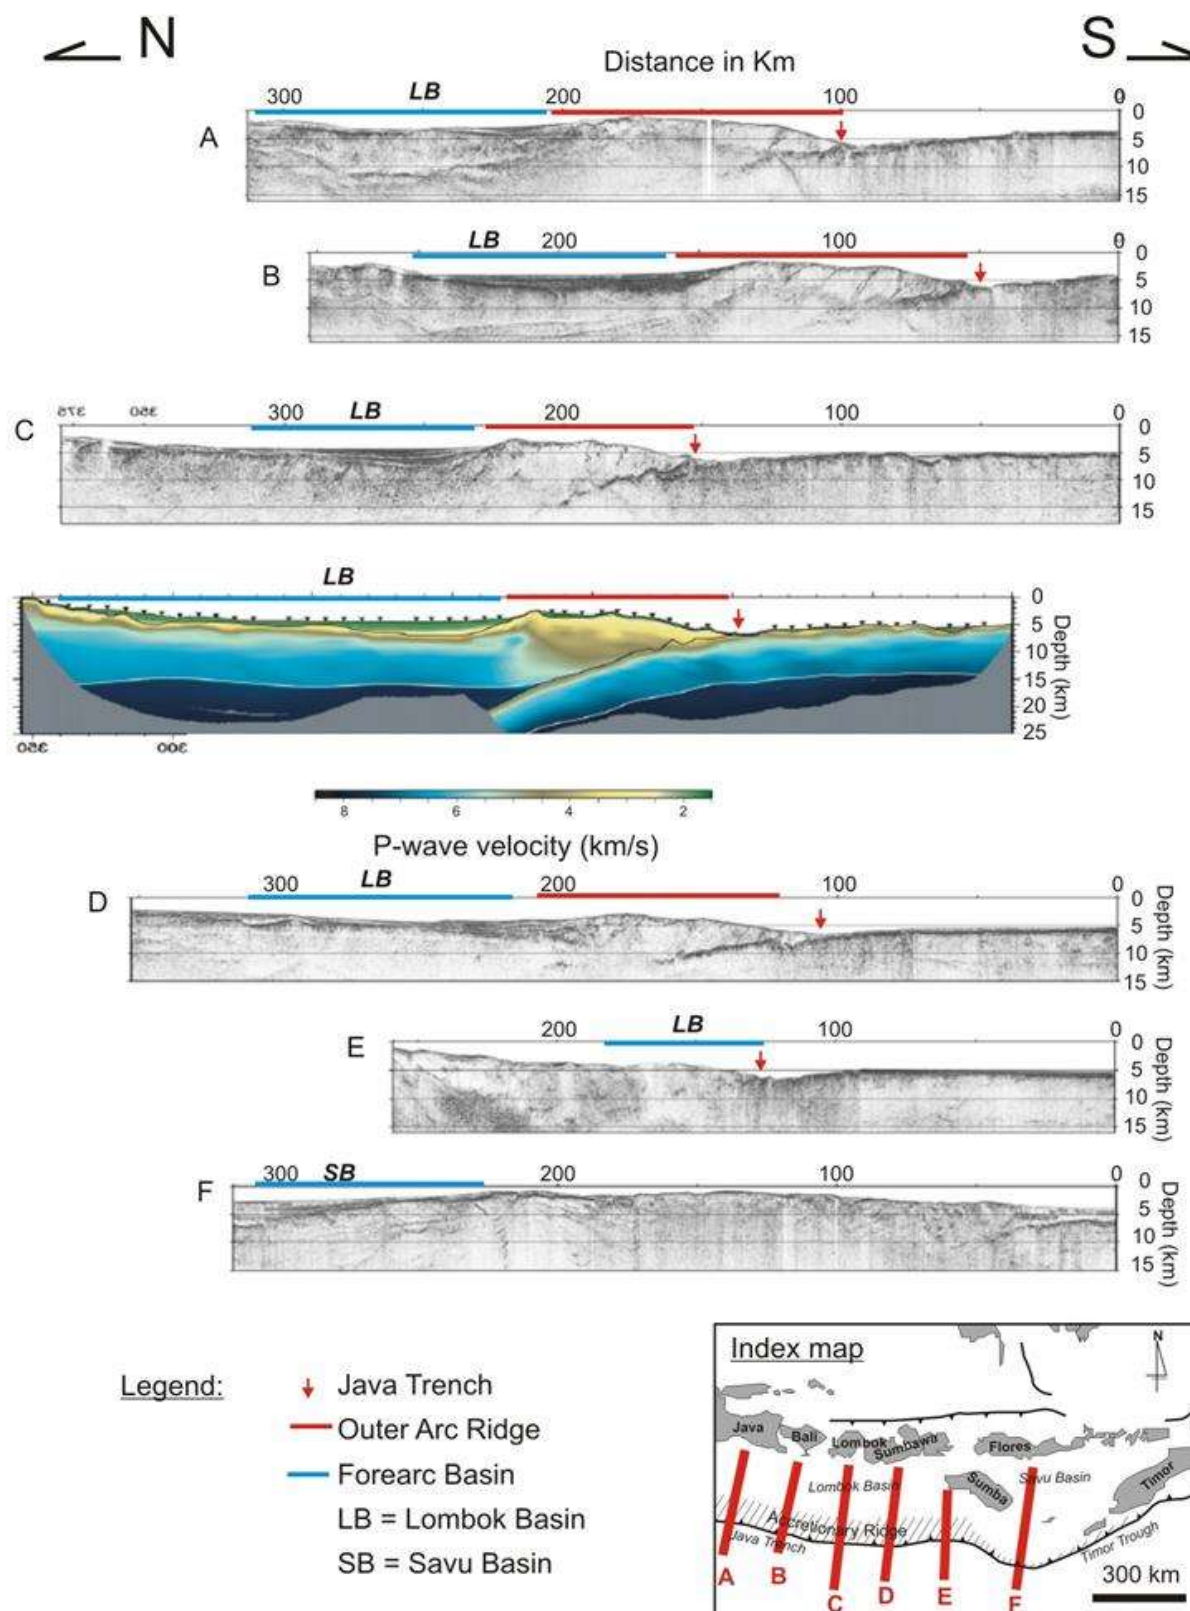 N S
Distance in Km
300 LB 200 100 0
A
0
5
10
15
LB 200 100 0
B
0
5
10
15
375 350 300 LB 200 100 0
C
0
5
10
15
LB
0
5
10
15
20
25
Depth (km)
350 300
8 6 4 2
P-wave velocity (km/s)
300 LB 200 100 0
D
0
5
10
15
Depth (km)
200 LB 100 0
E
0
5
10
15
Depth (km)
300 SB 200 100 0
F
0
5
10
15
Depth (km)
Legend:
Java Trench
Outer Arc Ridge
Forearc Basin
LB = Lombok Basin
SB = Savu Basin
Index map
N
Java Bali Lombok Sumbawa Flores
Lombok Basin Sumba Savu Basin Timor
Accretionary Ridge
Java Trench Timor Trough
A B C D E F
300 km